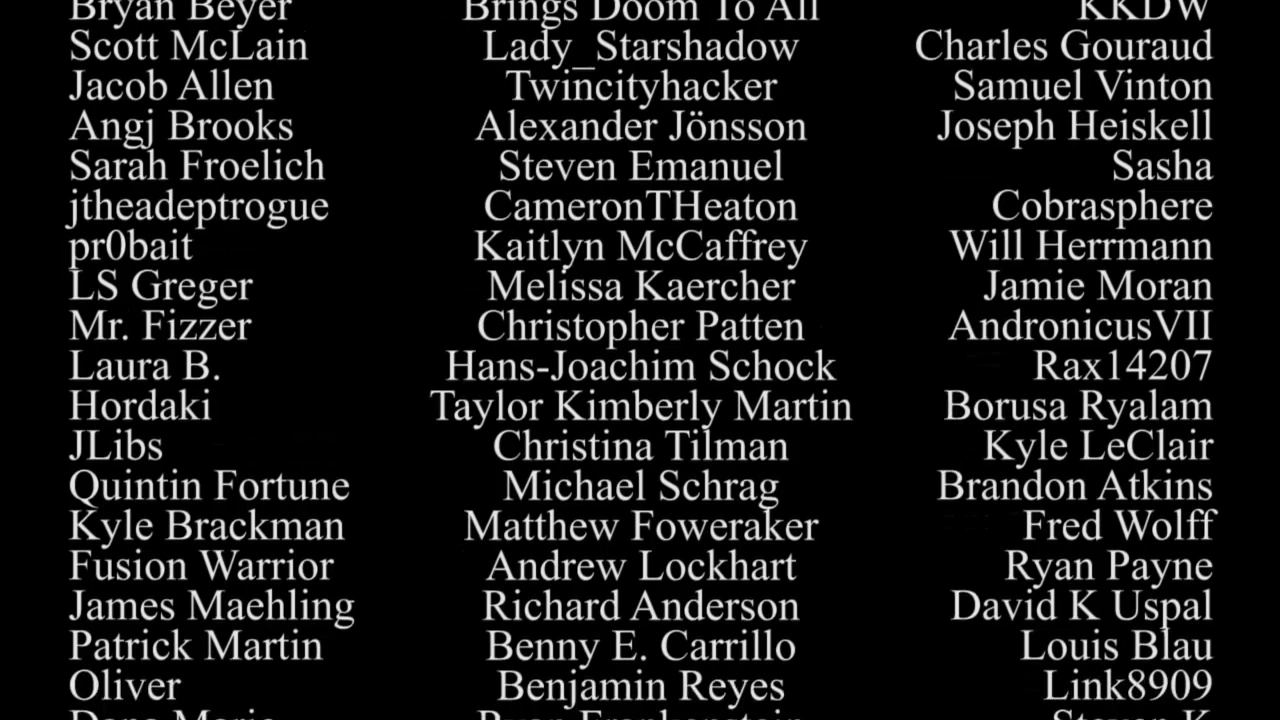 Bryan Beyer Brings Doom To All KKDW
Scott McLain Lady_Starshadow Charles Gouraud
Jacob Allen Twincityhacker Samuel Vinton
Angj Brooks Alexander Jönsson Joseph Heiskell
Sarah Froelich Steven Emanuel Sasha
jtheadeptrogue CameronTHeaton Cobrasphere
pr0bait Kaitlyn McCaffrey Will Herrmann
LS Greger Melissa Kaercher Jamie Moran
Mr. Fizzer Christopher Patten AndronicusVII
Laura B. Hans-Joachim Schock Rax14207
Hordaki Taylor Kimberly Martin Borusa Ryalam
JLibs Christina Tilman Kyle LeClair
Quintin Fortune Michael Schrag Brandon Atkins
Kyle Brackman Matthew Foweraker Fred Wolff
Fusion Warrior Andrew Lockhart Ryan Payne
James Maehling Richard Anderson David K Uspal
Patrick Martin Benny E. Carrillo Louis Blau
Oliver Benjamin Reyes Link8909
Ryan Frankenstein Steven K